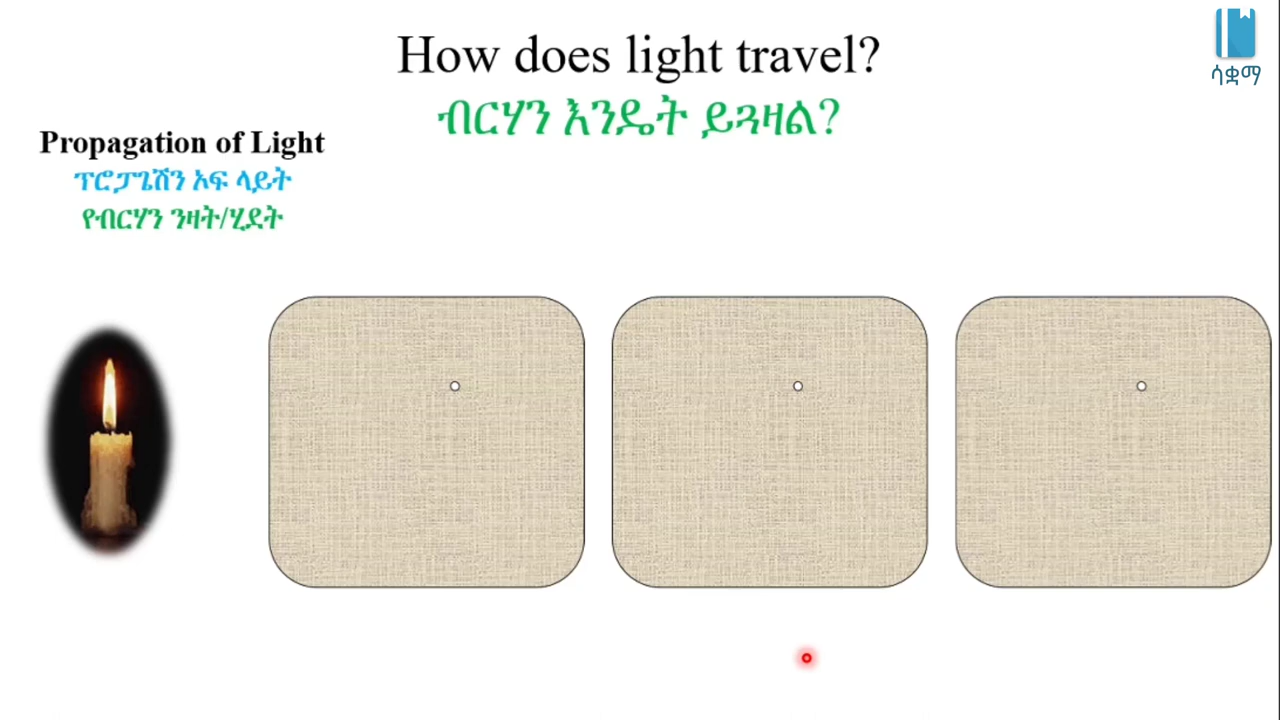 How does light travel?
ብርሃን እንዴት ይጓዛል?
ሳቋማ
Propagation of Light
ፕሮፓጌሽን ኦፍ ላይት
የብርሃን ንዛት/ሂደት